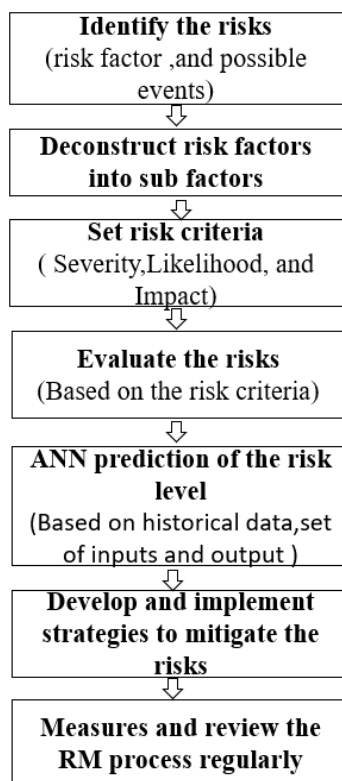 Identify the risks
(risk factor ,and possible
events)
Deconstruct risk factors
into sub factors
Set risk criteria
( Severity,Likelihood, and
Impact)
Evaluate the risks
(Based on the risk criteria)
ANN prediction of the risk
level
(Based on historical data,set
of inputs and output )
Develop and implement
strategies to mitigate the
risks
Measures and review the
RM process regularly